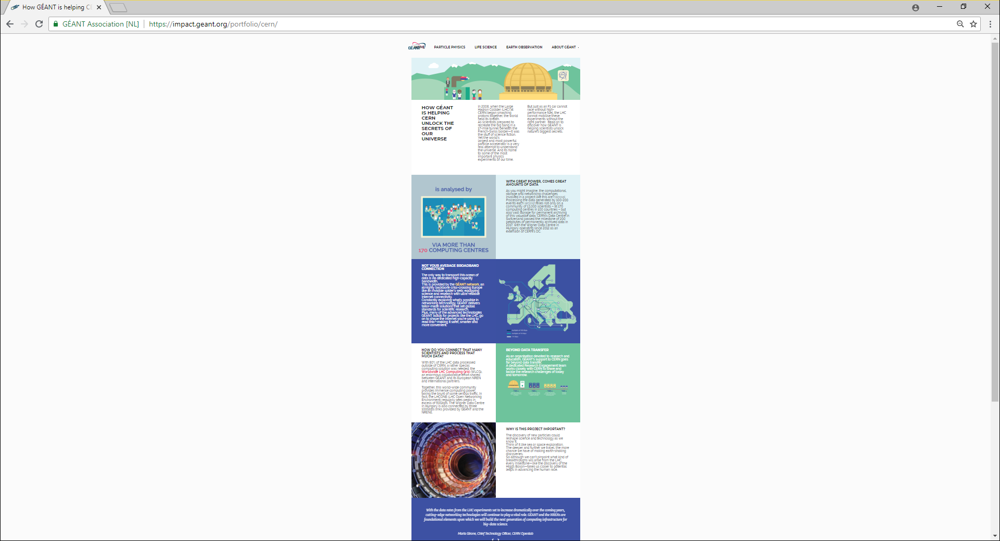 How GÉANT is helping CE
GÉANT Association [NL]
https://impact.geant.org/portfolio/cern/
GÉANT
HOME
PARTICLE PHYSICS
LIFE SCIENCE
EARTH OBSERVATION
ABOUT GÉANT
HOW GÉANT
IS HELPING
CERN
UNLOCK THE
SECRETS OF
OUR
UNIVERSE
In 2008, when the Large
Hadron Collider (LHC) at
CERN began smashing
protons together, the world
held its breath.
As scientists prepared to
recreate the big bang in a
17-mile tunnel beneath the
French-Swiss border—it was
the stuff of science fiction.
Yet the world's
largest and most powerful
particle accelerator is a very
real attempt to understand
the universe. And its home
to some of the most
important physics
experiments of our time.
But just as an F1 car cannot
race without high-
performance fuel, the LHC
cannot mobilise these
experiments without the
right partner. Read on to
discover how GÉANT is
helping scientists unlock
nature's biggest secrets.
is analysed by
VIA MORE THAN
170 COMPUTING CENTRES
WITH GREAT POWER, COMES GREAT
AMOUNTS OF DATA
As you might imagine, the computational,
storage and networking challenges
involved in a project like this are colossal.
Processing the data generated by 100-200
events each second relies not only on a
community of 13,000 scientists – at 170
computing centres in 100 countries – but
also vast storage for permanent archiving
of this valuable data. CERN's Data Centre in
Switzerland passed the milestone of 200
petabytes of permanently archived data in
2017, with the Wigner Data Centre in
Hungary operating since 2012 as an
extension of CERN's DC.
NOT YOUR AVERAGE BROADBAND
CONNECTION
The only way to transport this ocean of
data is via dedicated high-capacity
bandwidth.
This is provided by the GÉANT network, an
almighty backbone criss-crossing Europe
like an invisible spider's web; equipping
science and research with ultra-reliable
internet connectivity.
Constantly exploring what's possible in
networking technology, GÉANT delivers
tailor-made solutions that set global
standards for scientific research.
Plus, many of the advanced technologies
GÉANT builds for projects like the LHC, go
on to shape the internet you're using to
read this—making it safer, smarter and
more convenient.
HOW DO YOU CONNECT THAT MANY
SCIENTISTS AND PROCESS THAT
MUCH DATA?
With 80% of the LHC data processed
outside of CERN, a rather special
computing solution was needed: the
Worldwide LHC Computing Grid (WLCG),
an enormous collaborative effort shared
between GÉANT and its European NREN
and international partners.
Together, this world-wide community
provides immense computing power,
taking the brunt of some serious traffic. In
fact, the LHCONE (LHC Open Networking
Environment) regularly sees peaks in
excess of 60Gbps. The Wigner Data Centre
in Hungary is also connected by three
100Gbps links provided by GÉANT and the
NRENs.
BEYOND DATA TRANSFER
As an organisation devoted to research and
education, GÉANT's support to CERN goes
far beyond data transfer.
A dedicated Research Engagement team
works closely with CERN to share and
tackle the research challenges of today
and tomorrow.
WHY IS THIS PROJECT IMPORTANT?
The discovery of new particles could
reshape science and technology as we
know it.
Think of it like sea or space exploration.
The deeper and further we travel, the more
chance we have of making earth-shaking
discoveries.
So although we can't pinpoint what kind of
breakthroughs will arise from the LHC,
every milestone—like the discovery of the
Higgs Boson—takes us closer to potential
leaps in advancing the human race.
With the data rates from the LHC experiments set to increase dramatically over the coming years,
cutting-edge networking technologies will continue to play a vital role. GÉANT and the NRENs are
foundational elements upon which we will build the next generation of computing infrastructure for
big-data science.
Maria Girone, Chief Technology Officer, CERN Openlab